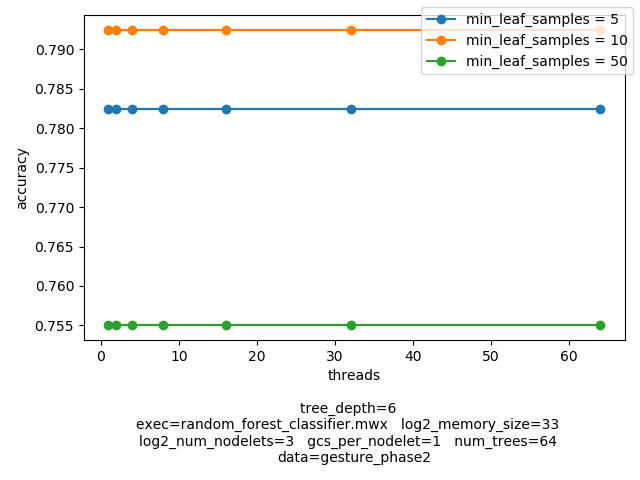 min_leaf_samples = 5
min_leaf_samples = 10
min_leaf_samples = 50
0.790
0.785
0.780
0.775
0.770
0.765
0.760
0.755
accuracy
0 10 20 30 40 50 60
threads
tree_depth=6
exec=random_forest_classifier.mwx log2_memory_size=33
log2_num_nodelets=3 gcs_per_nodelet=1 num_trees=64
data=gesture_phase2